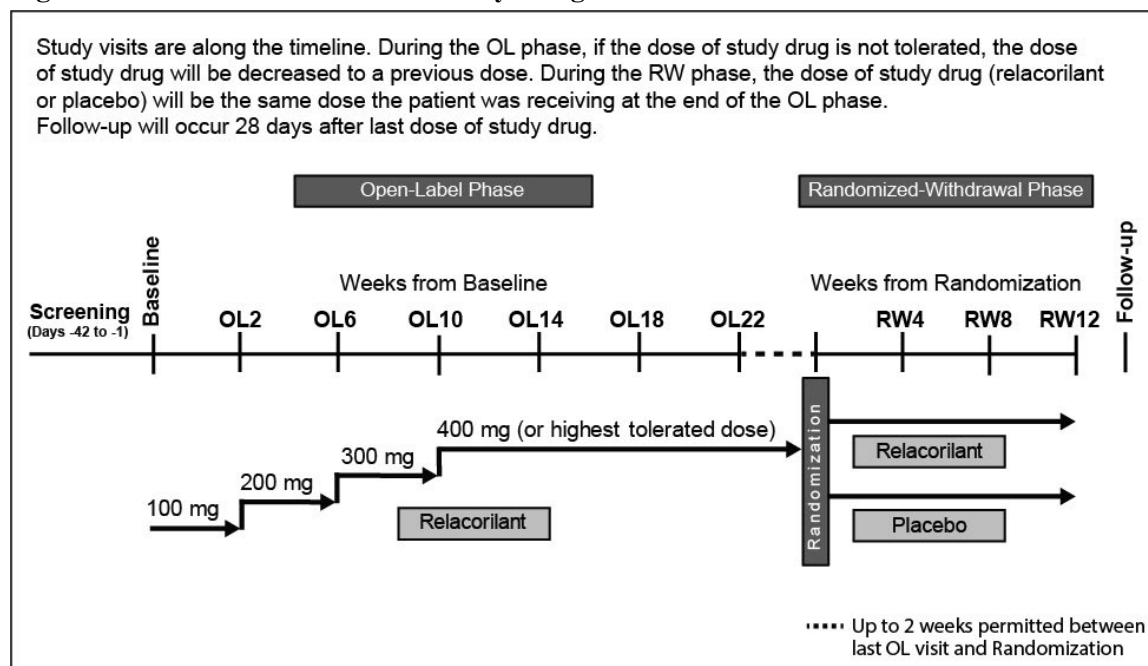 Study visits are along the timeline. During the OL phase, if the dose of study drug is not tolerated, the dose
of study drug will be decreased to a previous dose. During the RW phase, the dose of study drug (relacorilant
or placebo) will be the same dose the patient was receiving at the end of the OL phase.
Follow-up will occur 28 days after last dose of study drug.
Open-Label Phase
Randomized-Withdrawal Phase
Weeks from Baseline
Weeks from Randomization
Screening
(Days -42 to -1)
Baseline
OL2
OL6
OL10
OL14
OL18
OL22
RW4
RW8
RW12
Follow-up
100 mg
200 mg
300 mg
400 mg (or highest tolerated dose)
Relacorilant
Randomization
Relacorilant
Placebo
Up to 2 weeks permitted between
last OL visit and Randomization